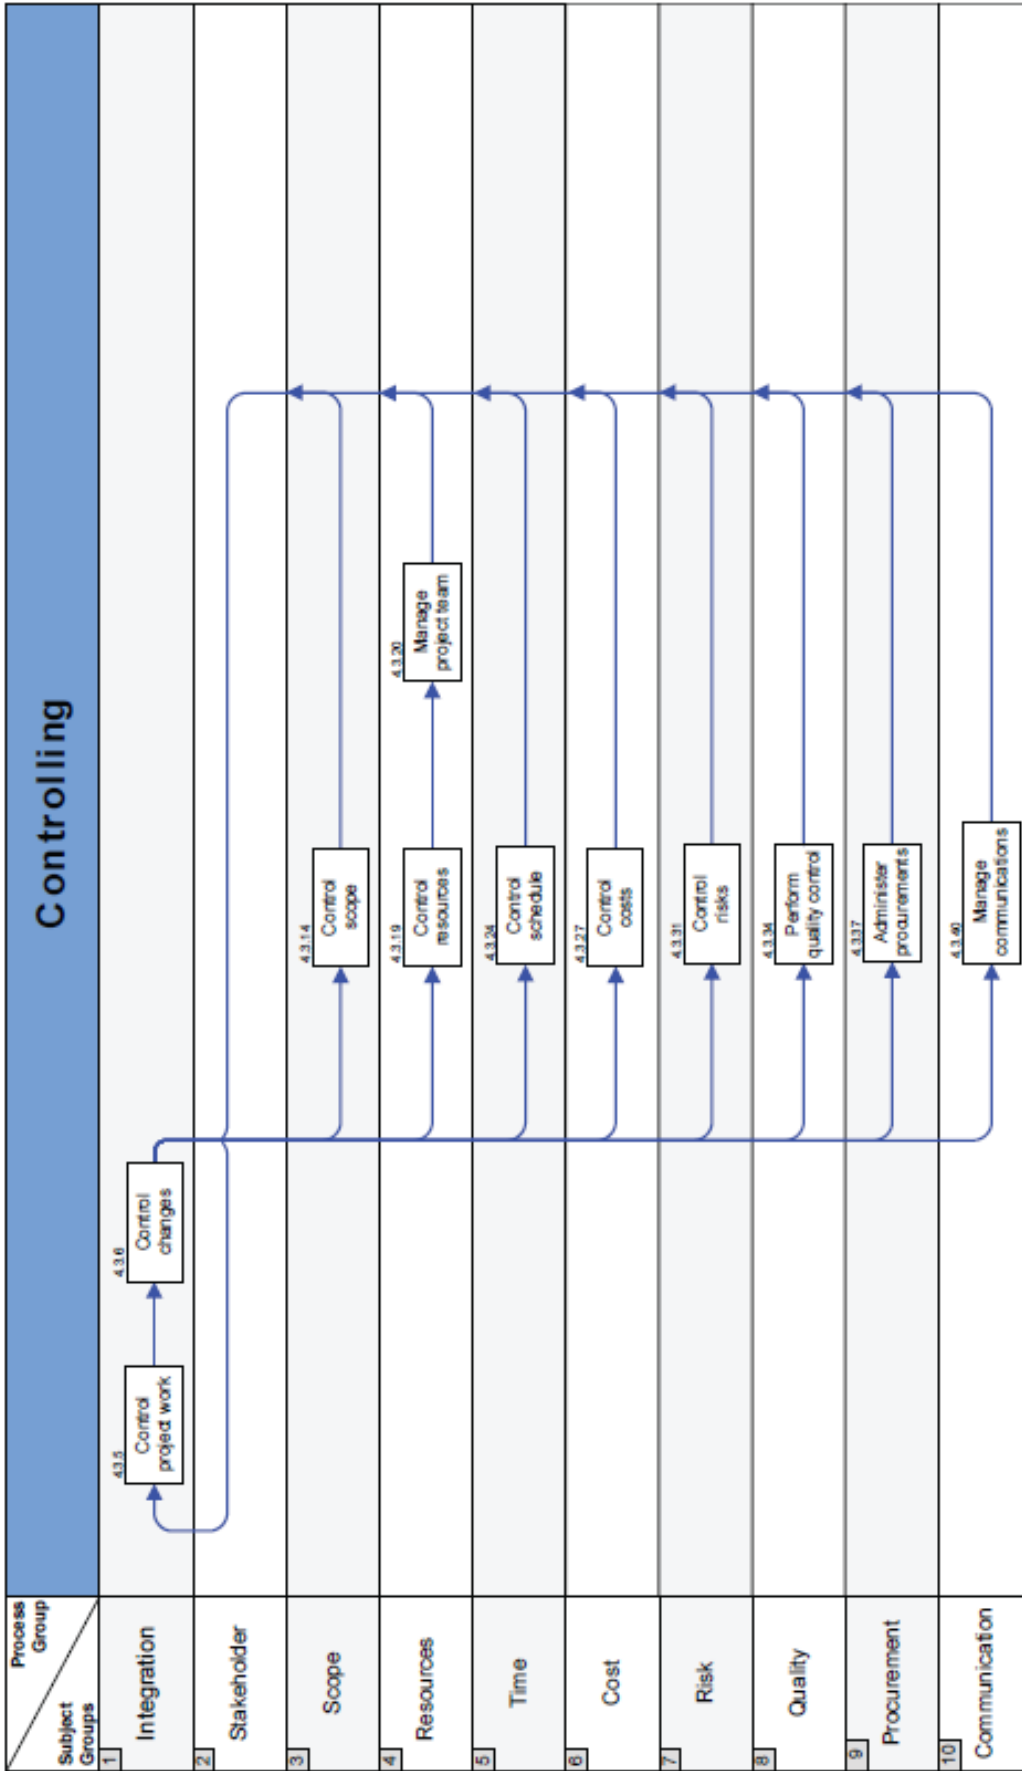 Controlling
Process
Group
Subject
Groups
1
Integration
4.3.5
Control
project work
4.3.6
Control
changes
2
Stakeholder
3
Scope
4.3.14
Control
scope
4
Resources
4.3.19
Control
resources
4.3.20
Manage
project team
5
Time
4.3.24
Control
schedule
6
Cost
4.3.27
Control
costs
7
Risk
4.3.31
Control
risks
8
Quality
4.3.34
Perform
quality control
9
Procurement
4.3.37
Administer
procurements
10
Communication
4.3.40
Manage
communications